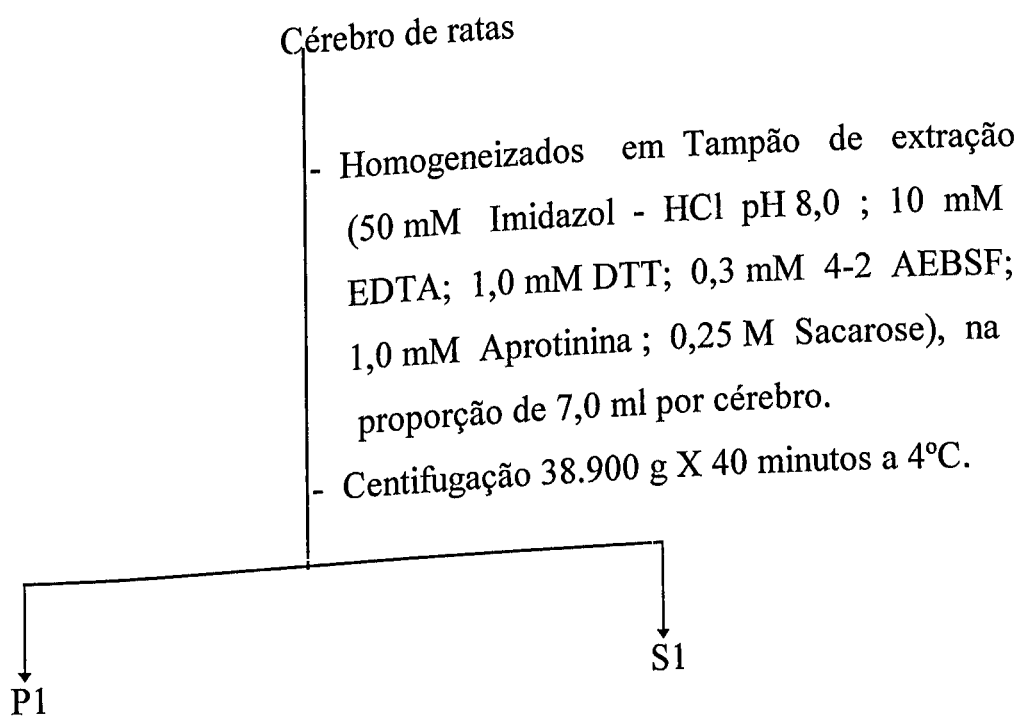 Cérebro de ratas
- Homogeneizados em Tampão de extração
(50 mM Imidazol - HCl pH 8,0 ; 10 mM
EDTA; 1,0 mM DTT; 0,3 mM 4-2 AEBSF;
1,0 mM Aprotinina ; 0,25 M Sacarose), na
proporção de 7,0 ml por cérebro.
- Centifugação 38.900 g X 40 minutos a 4ºC.
P1
S1